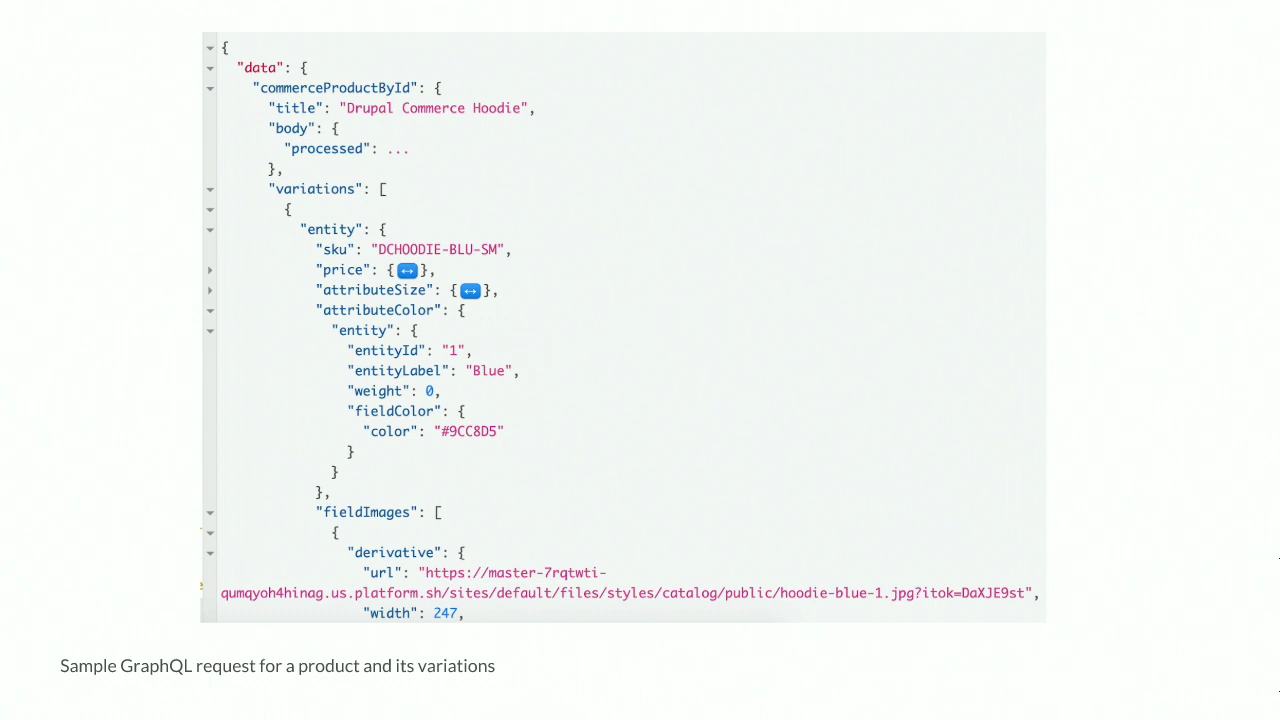 {
"data": {
"commerceProductById": {
"title": "Drupal Commerce Hoodie",
"body": {
"processed": ...
},
"variations": [
{
"entity": {
"sku": "DCHOODIE-BLU-SM",
"price": {↔},
"attributeSize": {↔},
"attributeColor": {
"entity": {
"entityId": "1",
"entityLabel": "Blue",
"weight": 0,
"fieldColor": {
"color": "#9CC8D5"
}
}
},
"fieldImages": [
{
"derivative": {
"url": "https://master-7rqtwti-
qumqyoh4hinag.us.platform.sh/sites/default/files/styles/catalog/public/hoodie-blue-1.jpg?itok=DaXJE9st",
"width": 247,
Sample GraphQL request for a product and its variations